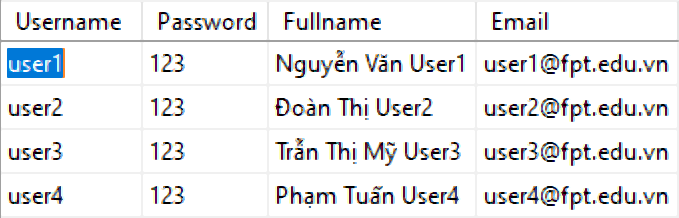 Username Password Fullname Email
user1 123 Nguyễn Văn User1 user1@fpt.edu.vn
user2 123 Đoàn Thị User2 user2@fpt.edu.vn
user3 123 Trẫn Thị Mỹ User3 user3@fpt.edu.vn
user4 123 Phạm Tuấn User4 user4@fpt.edu.vn